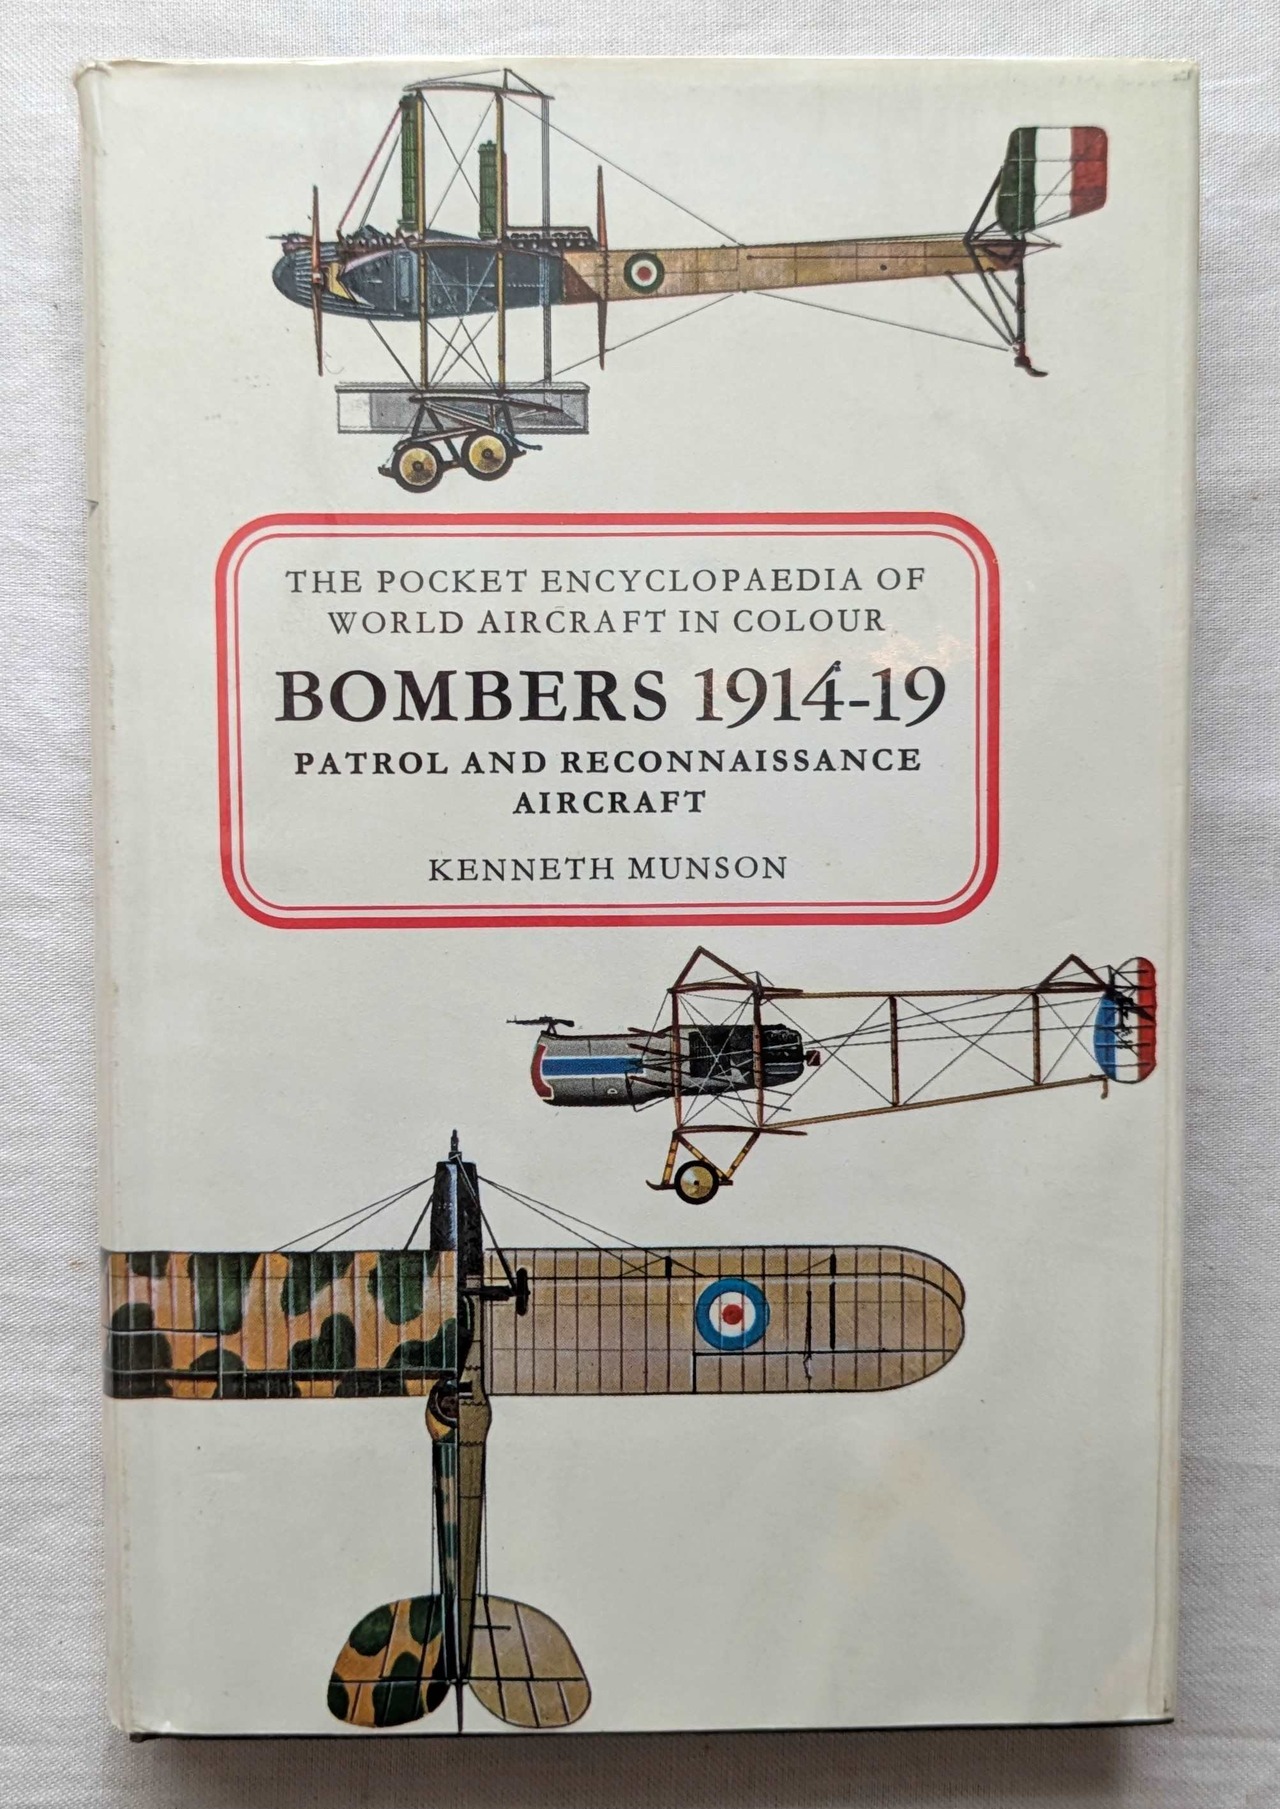 THE POCKET ENCYCLOPAEDIA OF
WORLD AIRCRAFT IN COLOUR
BOMBERS 1914-19
PATROL AND RECONNAISSANCE
AIRCRAFT
KENNETH MUNSON